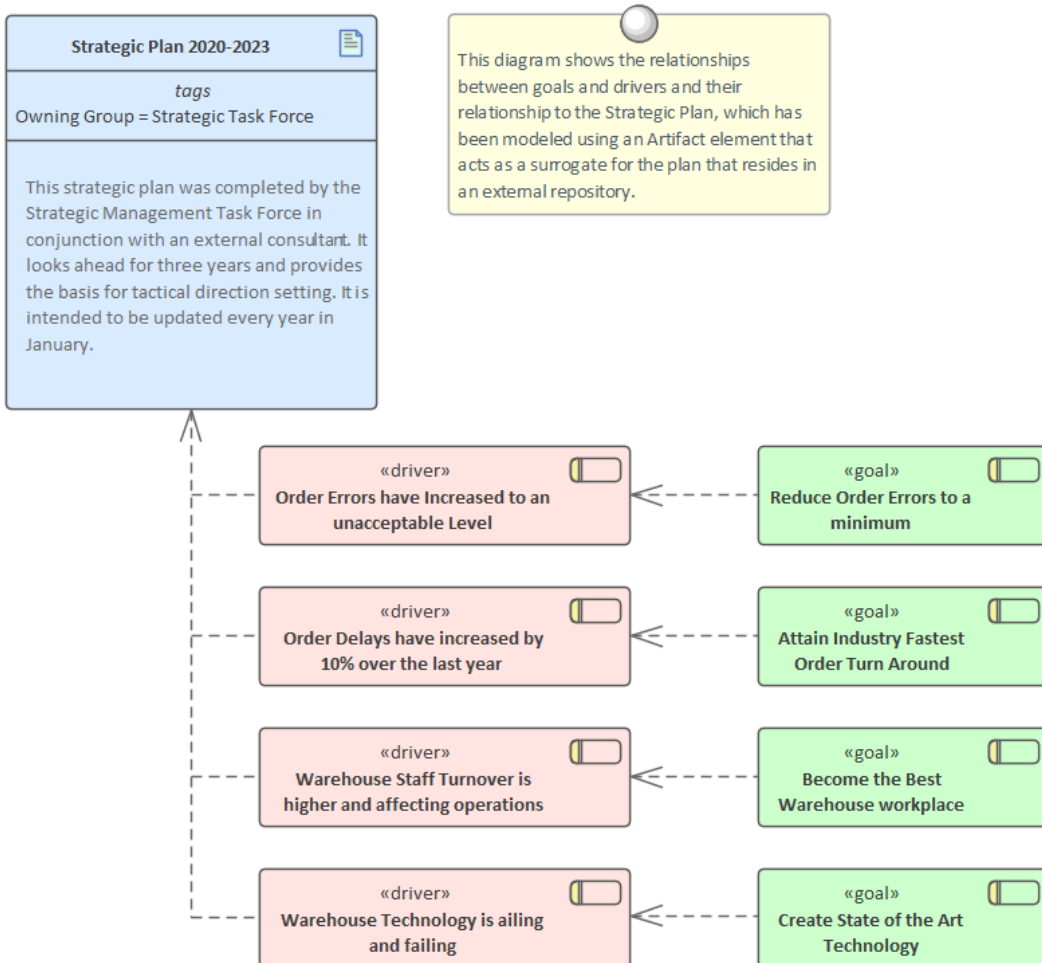 Strategic Plan 2020-2023
tags
Owning Group = Strategic Task Force
This strategic plan was completed by the
Strategic Management Task Force in
conjunction with an external consultant. It
looks ahead for three years and provides
the basis for tactical direction setting. It is
intended to be updated every year in
January.
This diagram shows the relationships
between goals and drivers and their
relationship to the Strategic Plan, which has
been modeled using an Artifact element that
acts as a surrogate for the plan that resides in
an external repository.
«driver»
Order Errors have Increased to an
unacceptable Level
«goal»
Reduce Order Errors to a
minimum
«driver»
Order Delays have increased by
10% over the last year
«goal»
Attain Industry Fastest
Order Turn Around
«driver»
Warehouse Staff Turnover is
higher and affecting operations
«goal»
Become the Best
Warehouse workplace
«driver»
Warehouse Technology is ailing
and failing
«goal»
Create State of the Art
Technology